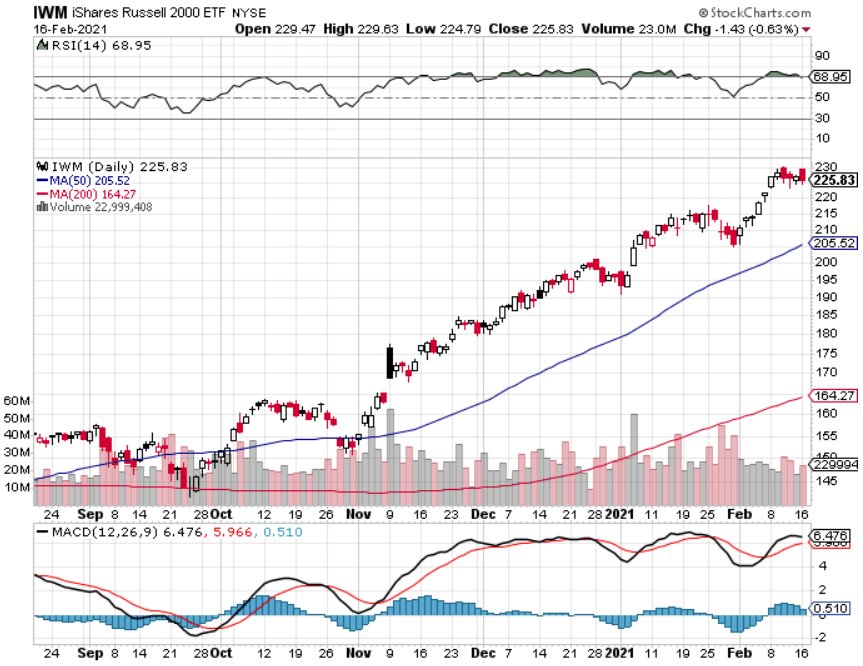 IWM iShares Russell 2000 ETF NYSE
© StockCharts.com
16-Feb-2021
Open 229.47 High 229.63 Low 224.79 Close 225.83 Volume 23.0M Chg -1.43 (-0.63%)
RSI(14) 68.95
90
68.95
50
30
10
IWM (Daily) 225.83
MA(50) 205.52
MA(200) 164.27
Volume 22,999,408
230
225.83
220
215
210
205.52
200
195
190
185
180
175
170
164.27
160
155
150
145
60M
50M
40M
30M
20M
10M
229994
24 Sep 8 14 21 28 Oct 12 19 26 Nov 9 16 23 Dec 7 14 21 28 2021 11 19 25 Feb 8 16
MACD(12,26,9) 6.476, 5.966, 0.510
6.476
4
2
0.510
-2
24 Sep 8 14 21 28 Oct 12 19 26 Nov 9 16 23 Dec 7 14 21 28 2021 11 19 25 Feb 8 16